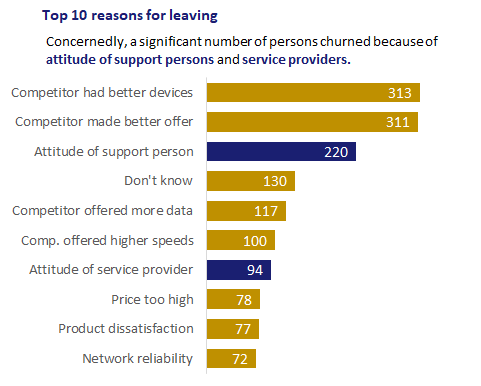 Top 10 reasons for leaving
Concernedly, a significant number of persons churned because of
attitude of support persons and service providers.
Competitor had better devices 313
Competitor made better offer 311
Attitude of support person 220
Don't know 130
Competitor offered more data 117
Comp. offered higher speeds 100
Attitude of service provider 94
Price too high 78
Product dissatisfaction 77
Network reliability 72